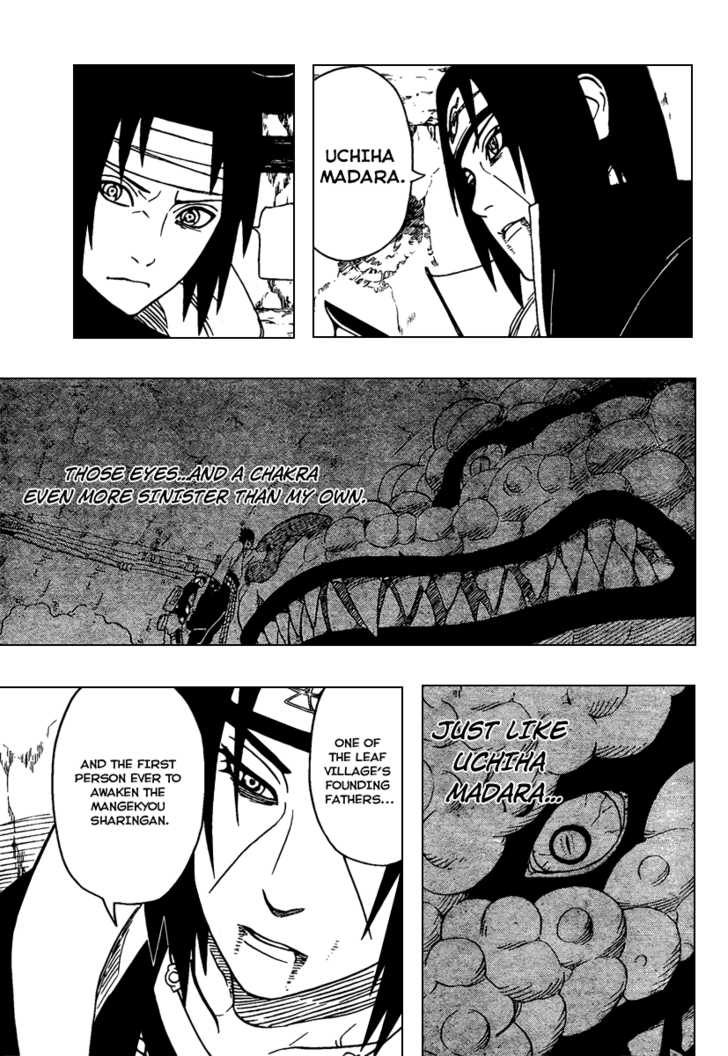 UCHIHA
MADARA.
THOSE EYES...AND A CHAKRA
EVEN MORE SINISTER THAN MY OWN.
JUST LIKE
UCHIHA
MADARA...
ONE OF
THE LEAF
VILLAGE'S
FOUNDING
FATHERS...
AND THE FIRST
PERSON EVER TO
AWAKEN THE
MANGEKYOU
SHARINGAN.